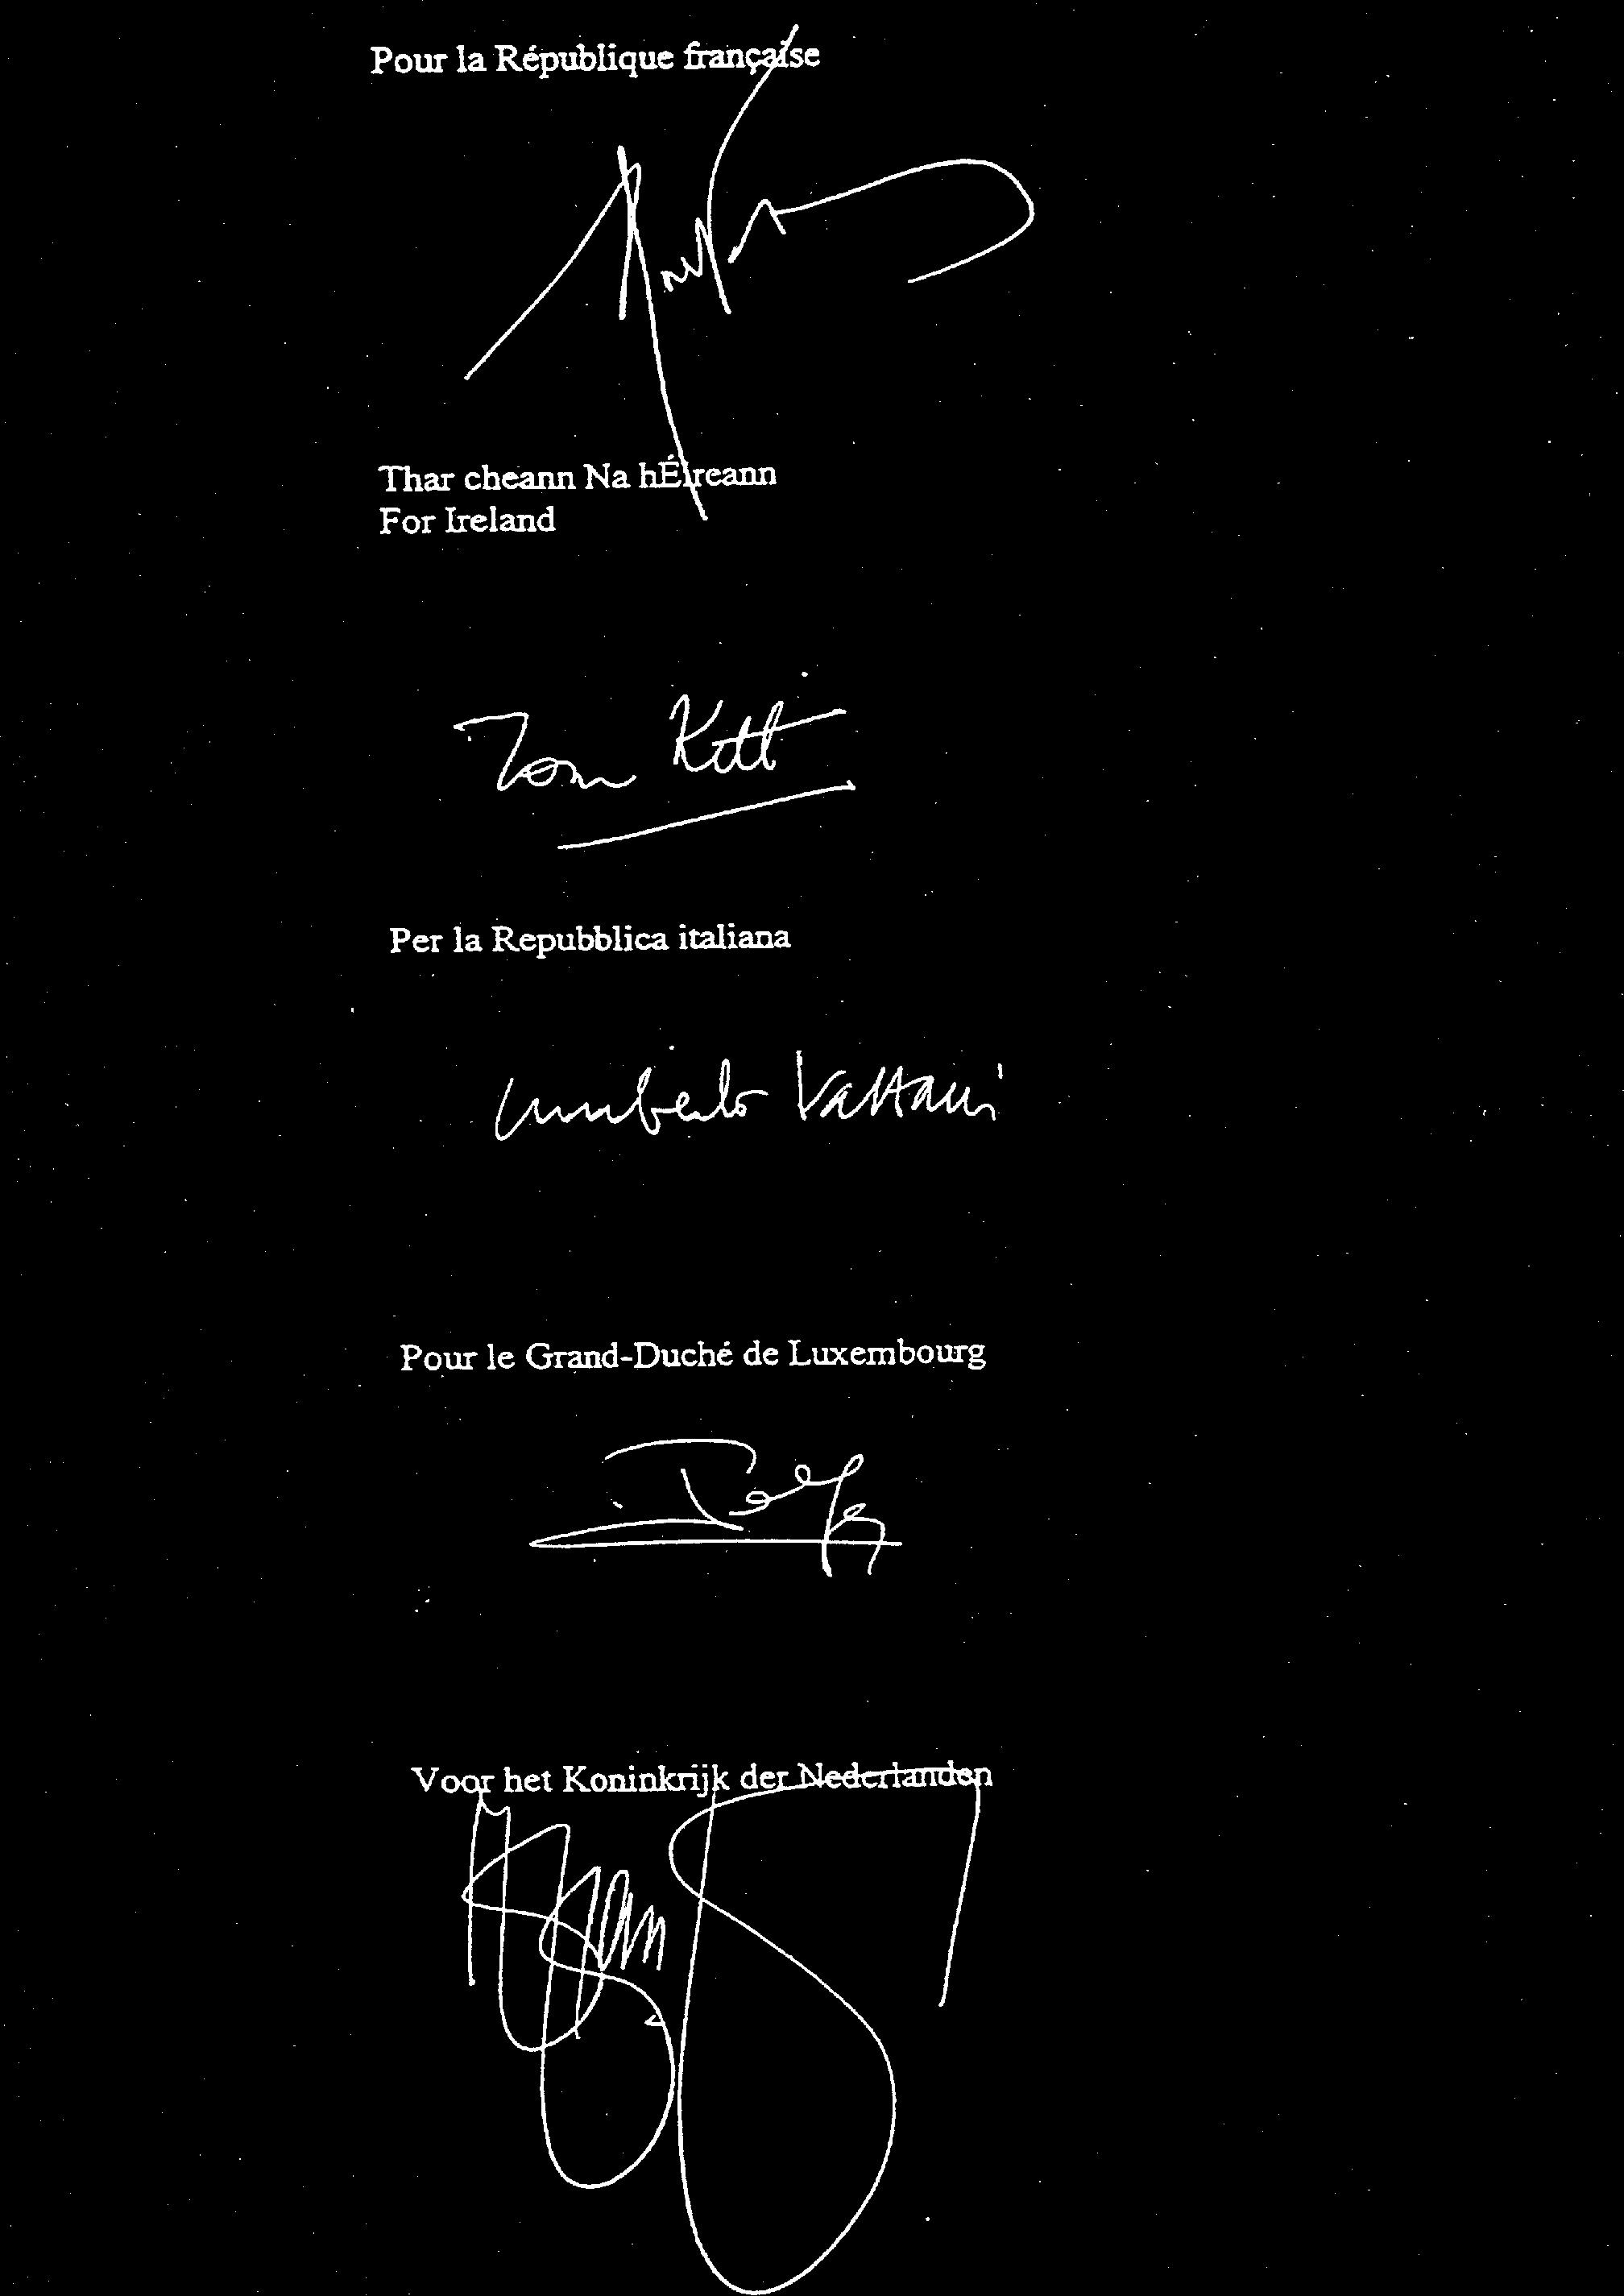 Pour la République française
Thar cheann Na hÉireann
For Ireland
Tom Kitt
Per la Repubblica italiana
Umberto Vattani
Pour le Grand-Duché de Luxembourg
Voor het Koninkrijk der Nederlanden